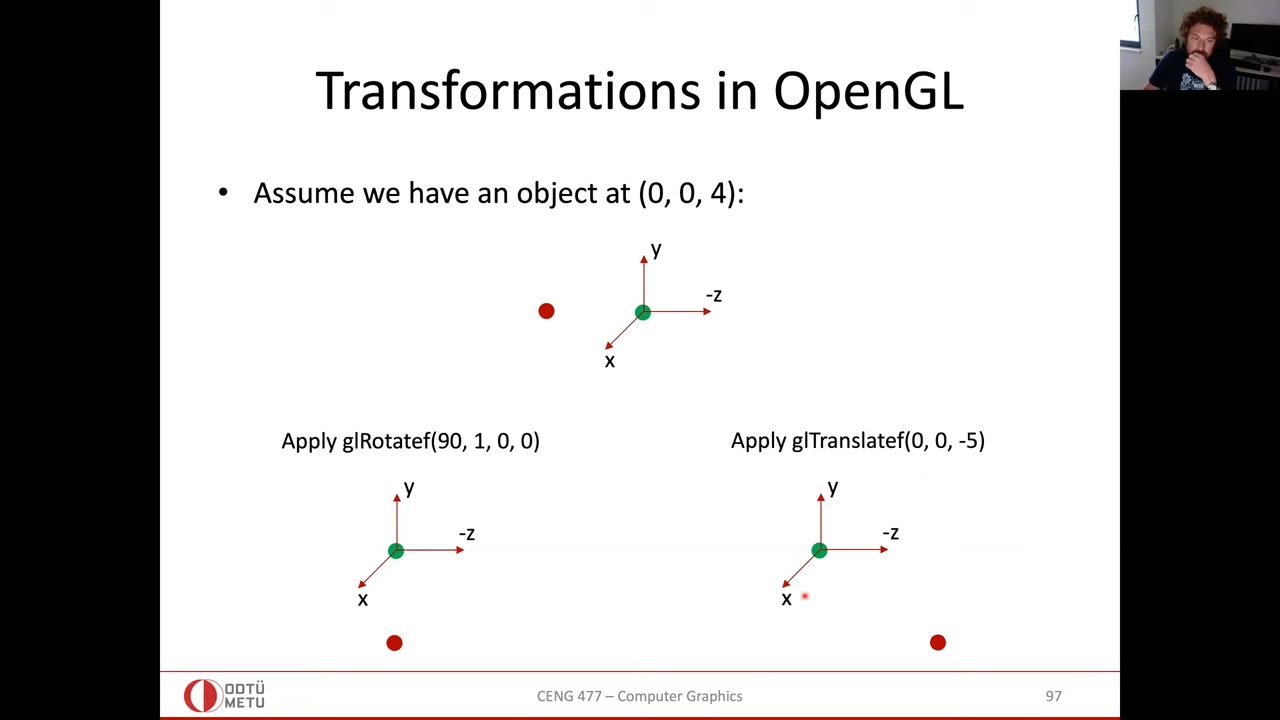 Transformations in OpenGL
• Assume we have an object at (0, 0, 4):
y
-z
x
Apply glRotatef(90, 1, 0, 0)
y
-z
x
Apply glTranslatef(0, 0, -5)
y
-z
x
ODTÜ
METU
CENG 477 – Computer Graphics
97